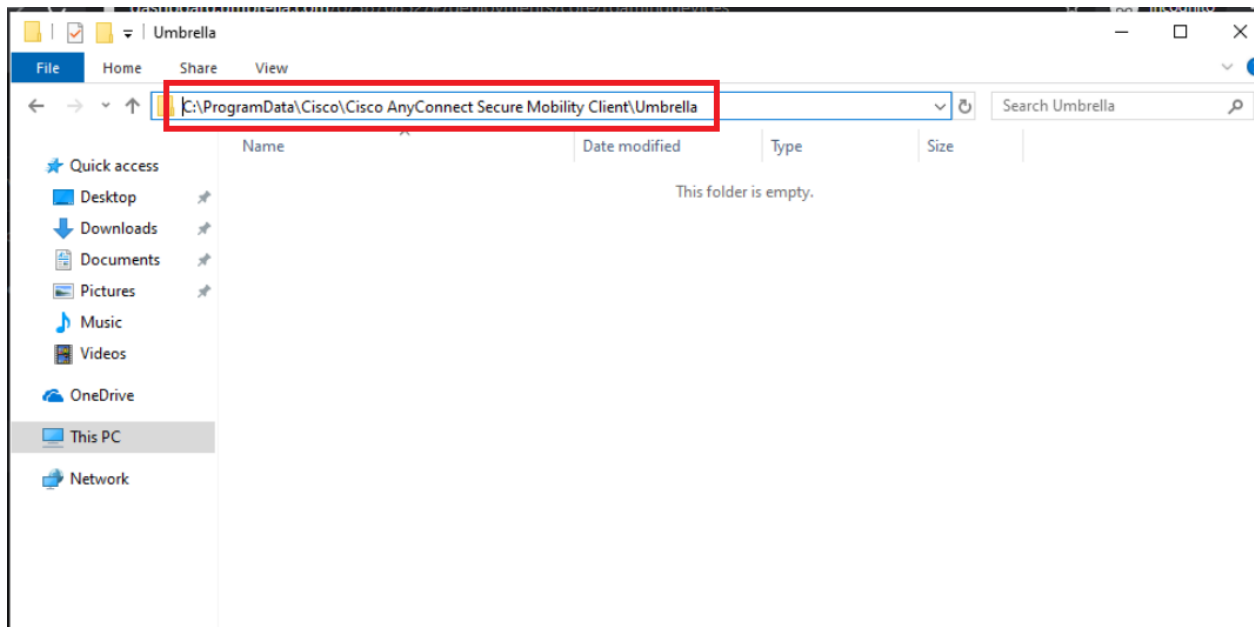 Umbrella
File Home Share View
C:\ProgramData\Cisco\Cisco AnyConnect Secure Mobility Client\Umbrella
Search Umbrella
Name Date modified Type Size
This folder is empty.
Quick access
Desktop
Downloads
Documents
Pictures
Music
Videos
OneDrive
This PC
Network